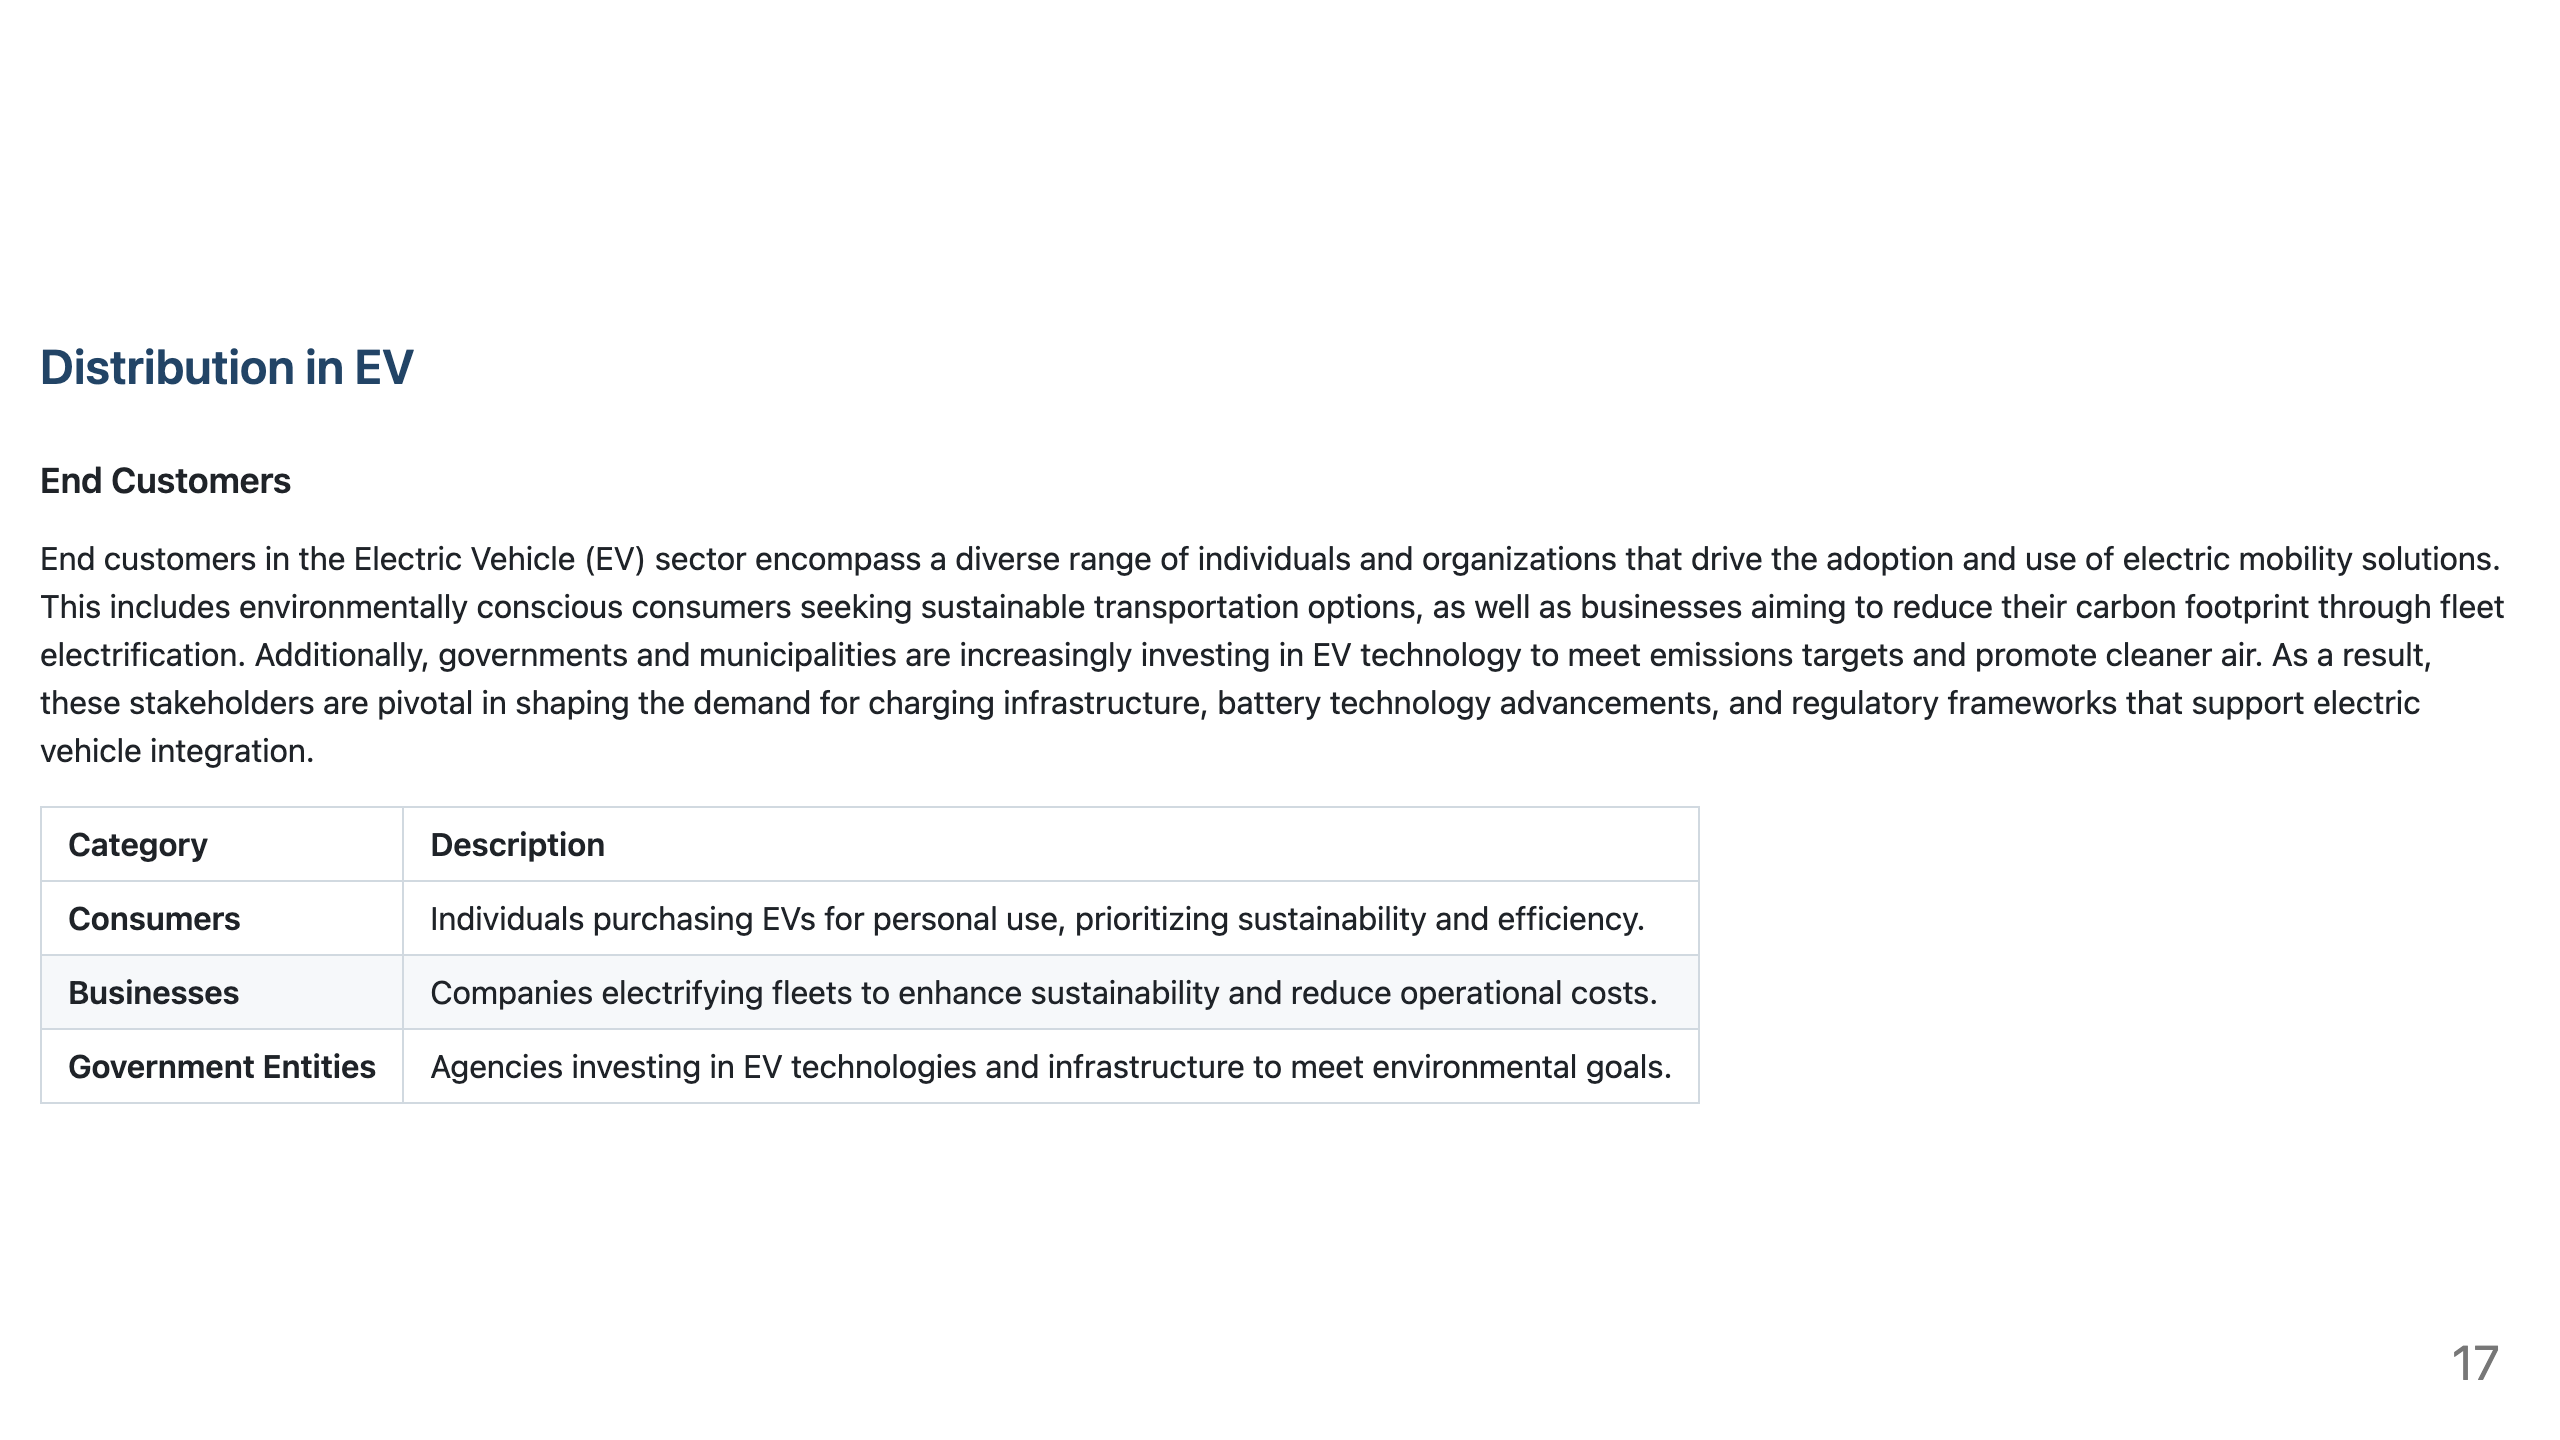 Distribution in EV
End Customers
End customers in the Electric Vehicle (EV) sector encompass a diverse range of individuals and organizations that drive the adoption and use of electric mobility solutions.
This includes environmentally conscious consumers seeking sustainable transportation options, as well as businesses aiming to reduce their carbon footprint through fleet
electrification. Additionally, governments and municipalities are increasingly investing in EV technology to meet emissions targets and promote cleaner air. As a result,
these stakeholders are pivotal in shaping the demand for charging infrastructure, battery technology advancements, and regulatory frameworks that support electric
vehicle integration.
Category Description
Consumers Individuals purchasing EVs for personal use, prioritizing sustainability and efficiency.
Businesses Companies electrifying fleets to enhance sustainability and reduce operational costs.
Government Entities Agencies investing in EV technologies and infrastructure to meet environmental goals.
17